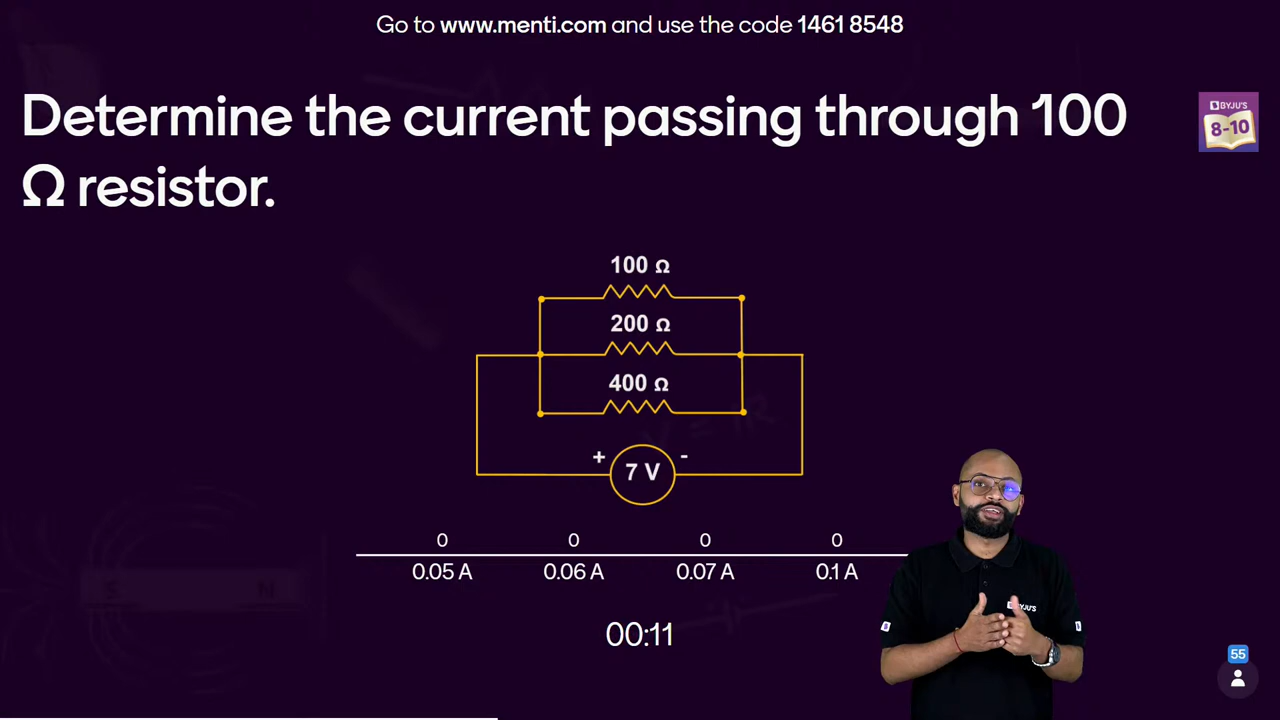 Go to www.menti.com and use the code 1461 8548
Determine the current passing through 100
Ω resistor.
BYJU'S
8-10
100 Ω
200 Ω
400 Ω
+ 7 V -
0 0 0 0
0.05 A 0.06 A 0.07 A 0.1 A
00:11
BYJU'S
55
S N
V = IR